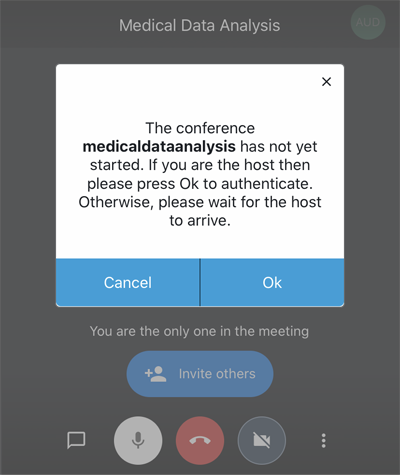 Medical Data Analysis
AUD
The conference
medicaldataanalysis has not yet
started. If you are the host then
please press Ok to authenticate.
Otherwise, please wait for the host
to arrive.
Cancel
Ok
You are the only one in the meeting
Invite others